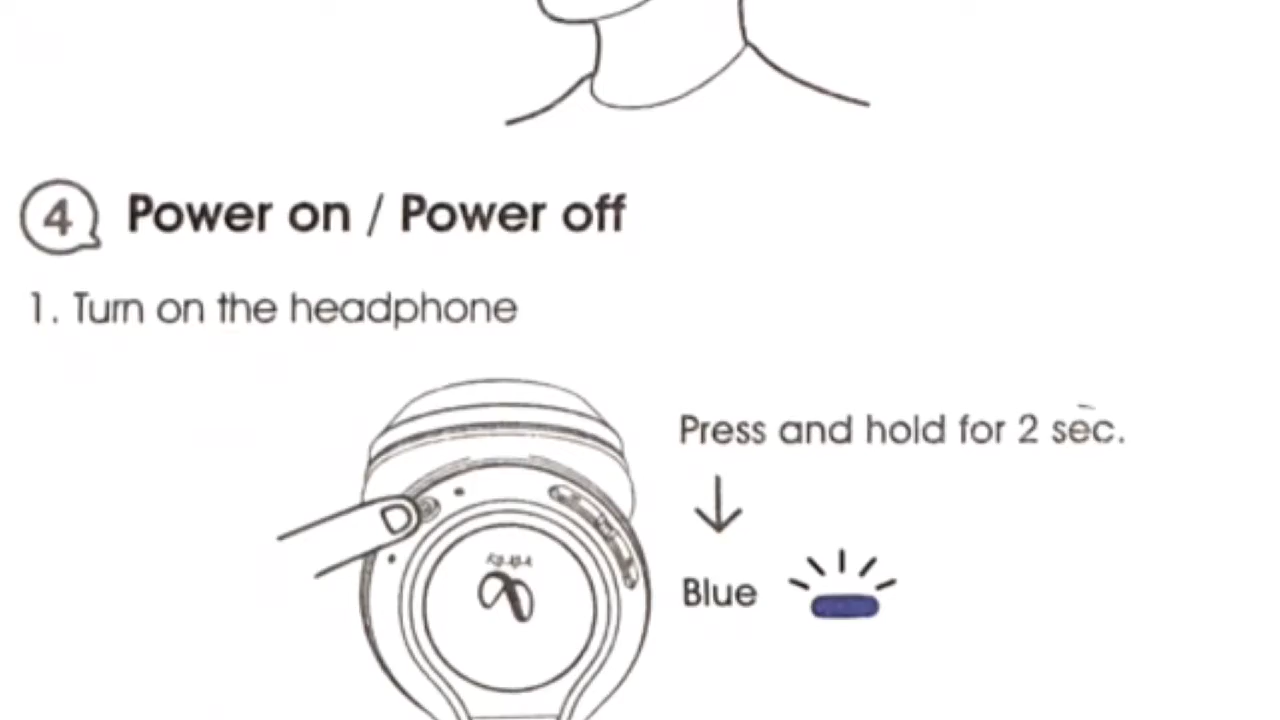 4 Power on / Power off
1. Turn on the headphone
Press and hold for 2 sec.
Blue